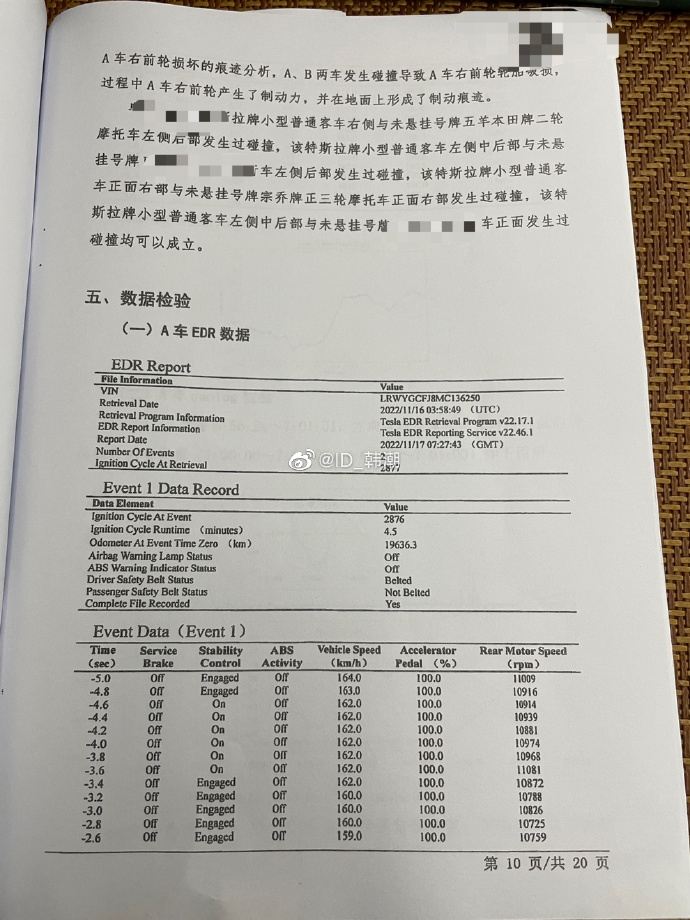 A车右前轮损坏的痕迹分析，A、B两车发生碰撞导致A车右前轮轮胎破损，
过程中A车右前轮产生了制动力，并在地面上形成了制动痕迹。
拉牌小型普通客车右侧与未悬挂号牌五羊本田牌二轮
摩托车左侧后部发生过碰撞，该特斯拉牌小型普通客车左侧中后部与未悬
挂号牌 车左侧后部发生过碰撞，该特斯拉牌小型普通客
车正面右部与未悬挂号牌宗乔牌正三轮摩托车正面右部发生过碰撞，该特
斯拉牌小型普通客车左侧中后部与未悬挂号牌 车正面发生过
碰撞均可以成立。
五、数据检验
（一）A车EDR数据
EDR Report
File Information Value
VIN LRWYGCFJ8MC136250
Retrieval Date 2022/11/16 03:58:49 （UTC）
Retrieval Program Information Tesla EDR Retrieval Program v22.17.1
EDR Report Information Tesla EDR Reporting Service v22.46.1
Report Date 2022/11/17 07:27:43 （GMT）
Number Of Events 2
Ignition Cycle At Retrieval 2877
@ID_韩潮
Event 1 Data Record
Data Element Value
Ignition Cycle At Event 2876
Ignition Cycle Runtime （minutes） 4.5
Odometer At Event Time Zero （km） 19636.3
Airbag Warning Lamp Status Off
ABS Warning Indicator Status Off
Driver Safety Belt Status Belted
Passenger Safety Belt Status Not Belted
Complete File Recorded Yes
Event Data（Event 1）
Time Service Stability ABS Vehicle Speed Accelerator Rear Motor Speed
（sec） Brake Control Activity （km/h） Pedal （%） （rpm）
-5.0 Off Engaged Off 164.0 100.0 11009
-4.8 Off Engaged Off 163.0 100.0 10916
-4.6 Off On Off 162.0 100.0 10914
-4.4 Off On Off 162.0 100.0 10939
-4.2 Off On Off 162.0 100.0 10881
-4.0 Off On Off 162.0 100.0 10974
-3.8 Off On Off 162.0 100.0 10968
-3.6 Off On Off 162.0 100.0 11081
-3.4 Off Engaged Off 162.0 100.0 10872
-3.2 Off Engaged Off 160.0 100.0 10788
-3.0 Off Engaged Off 160.0 100.0 10826
-2.8 Off Engaged Off 160.0 100.0 10725
-2.6 Off Engaged Off 159.0 100.0 10759
第 10 页/共 20 页